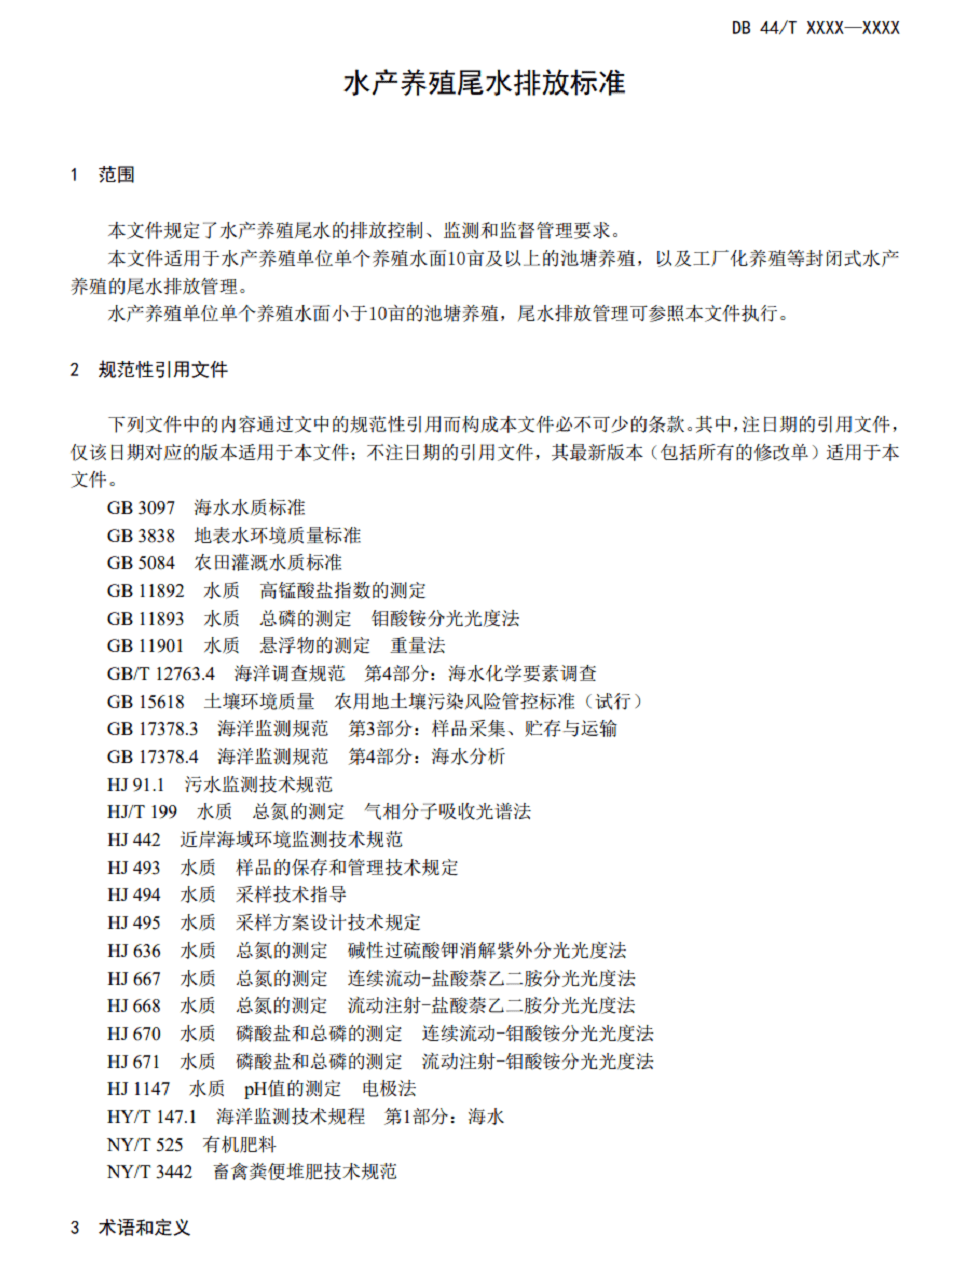 DB 44/T XXXX—XXXX
水产养殖尾水排放标准
1 范围
本文件规定了水产养殖尾水的排放控制、监测和监督管理要求。
本文件适用于水产养殖单位单个养殖水面10亩及以上的池塘养殖，以及工厂化养殖等封闭式水产
养殖的尾水排放管理。
水产养殖单位单个养殖水面小于10亩的池塘养殖，尾水排放管理可参照本文件执行。
2 规范性引用文件
下列文件中的内容通过文中的规范性引用而构成本文件必不可少的条款。其中，注日期的引用文件，
仅该日期对应的版本适用于本文件；不注日期的引用文件，其最新版本（包括所有的修改单）适用于本
文件。
GB 3097 海水水质标准
GB 3838 地表水环境质量标准
GB 5084 农田灌溉水质标准
GB 11892 水质 高锰酸盐指数的测定
GB 11893 水质 总磷的测定 钼酸铵分光光度法
GB 11901 水质 悬浮物的测定 重量法
GB/T 12763.4 海洋调查规范 第4部分：海水化学要素调查
GB 15618 土壤环境质量 农用地土壤污染风险管控标准（试行）
GB 17378.3 海洋监测规范 第3部分：样品采集、贮存与运输
GB 17378.4 海洋监测规范 第4部分：海水分析
HJ 91.1 污水监测技术规范
HJ/T 199 水质 总氮的测定 气相分子吸收光谱法
HJ 442 近岸海域环境监测技术规范
HJ 493 水质 样品的保存和管理技术规定
HJ 494 水质 采样技术指导
HJ 495 水质 采样方案设计技术规定
HJ 636 水质 总氮的测定 碱性过硫酸钾消解紫外分光光度法
HJ 667 水质 总氮的测定 连续流动-盐酸萘乙二胺分光光度法
HJ 668 水质 总氮的测定 流动注射-盐酸萘乙二胺分光光度法
HJ 670 水质 磷酸盐和总磷的测定 连续流动-钼酸铵分光光度法
HJ 671 水质 磷酸盐和总磷的测定 流动注射-钼酸铵分光光度法
HJ 1147 水质 pH值的测定 电极法
HY/T 147.1 海洋监测技术规程 第1部分：海水
NY/T 525 有机肥料
NY/T 3442 畜禽粪便堆肥技术规范
3 术语和定义